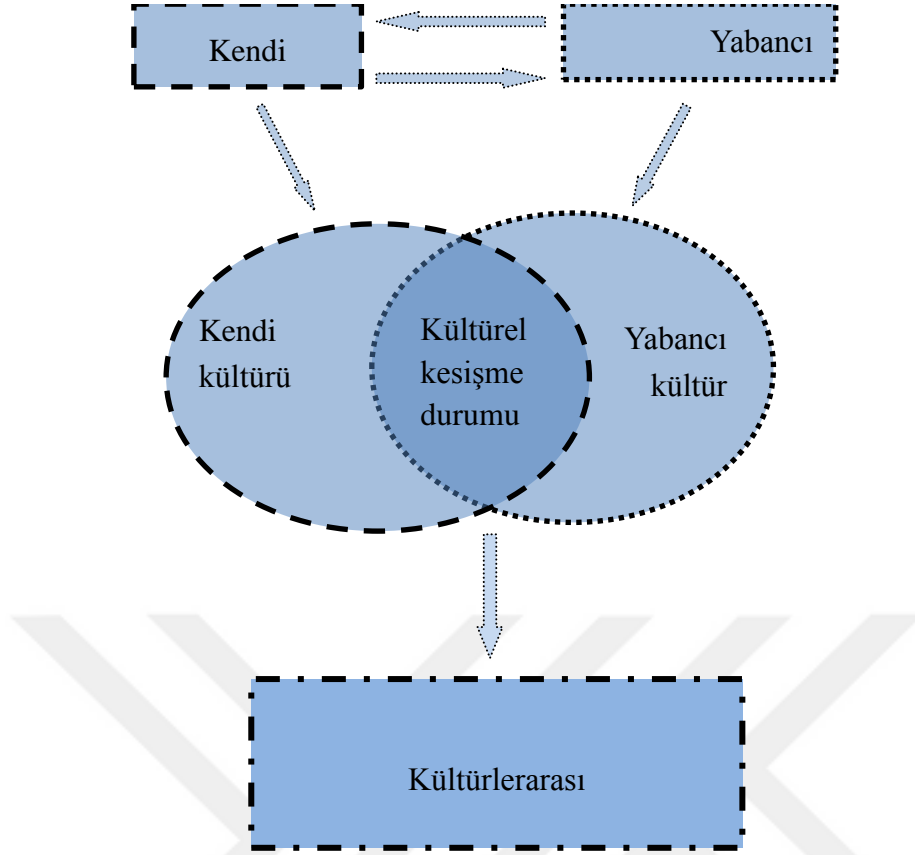 Kendi
Yabancı
Kendi
kültürü
Kültürel
kesişme
durumu
Yabancı
kültür
Kültürlerarası